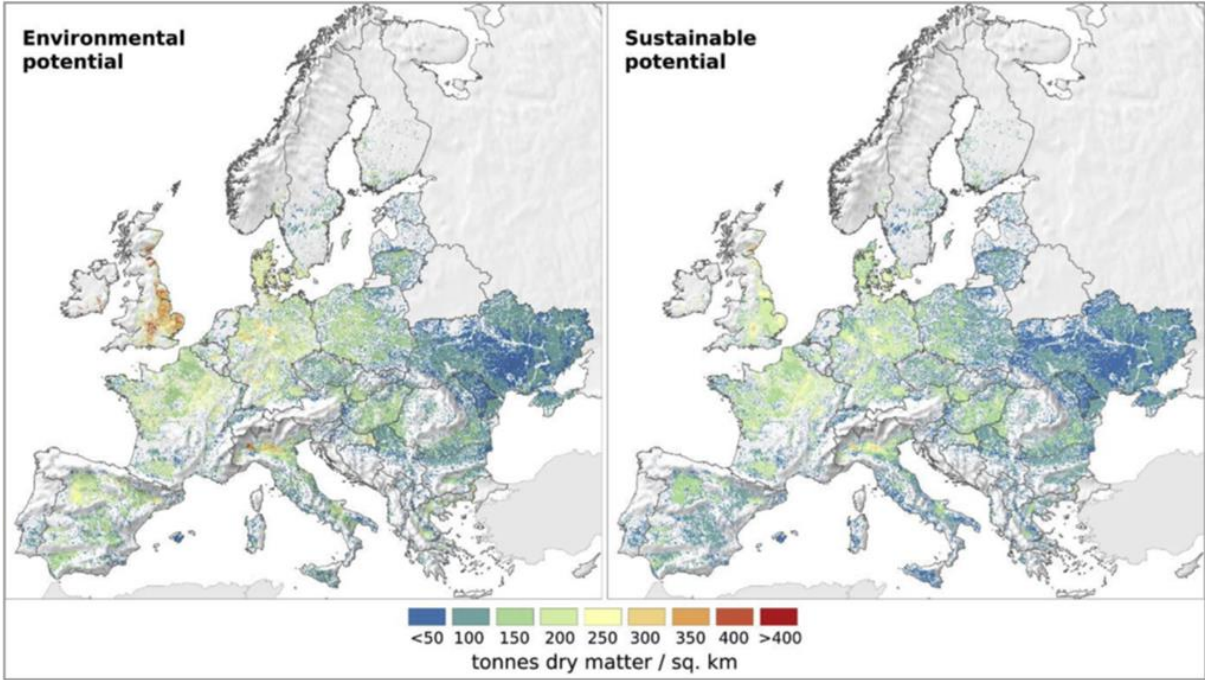 Environmental
potential
Sustainable
potential
<50 100 150 200 250 300 350 400 >400
tonnes dry matter / sq. km